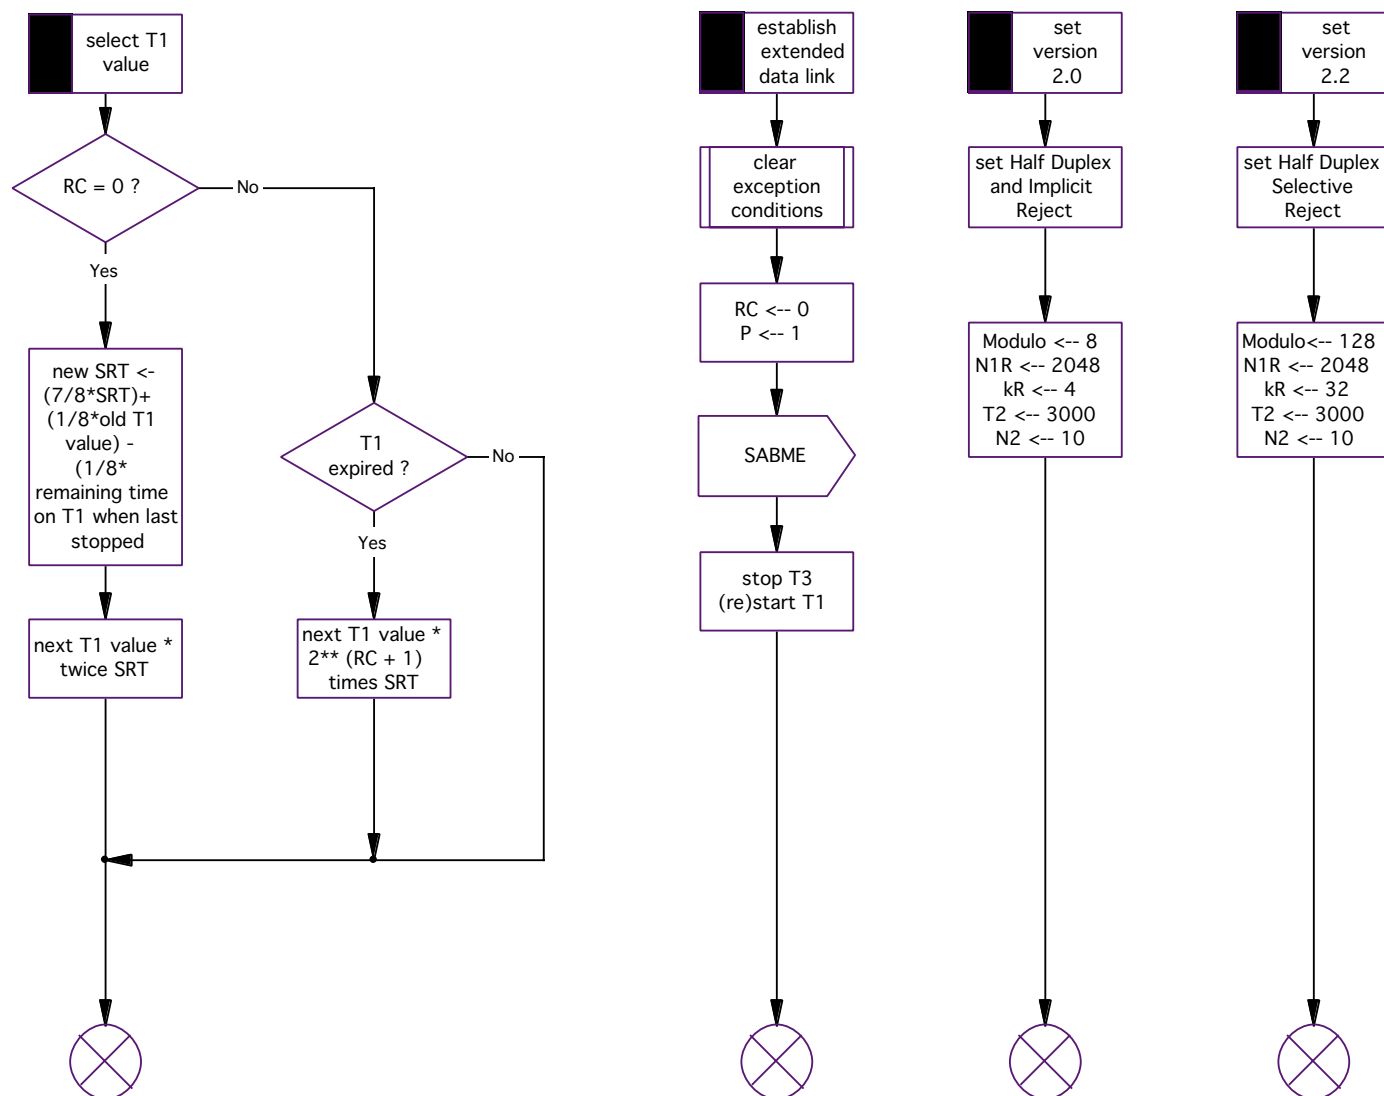 select T1
value
RC = 0 ?
No
Yes
new SRT <-
(7/8*SRT)+
(1/8*old T1
value) -
(1/8*
remaining time
on T1 when last
stopped
next T1 value *
twice SRT
T1
expired ?
No
Yes
next T1 value *
2** (RC + 1)
times SRT
establish
extended
data link
clear
exception
conditions
RC <-- 0
P <-- 1
SABME
stop T3
(re)start T1
set
version
2.0
set Half Duplex
and Implicit
Reject
Modulo <-- 8
N1R <-- 2048
kR <-- 4
T2 <-- 3000
N2 <-- 10
set
version
2.2
set Half Duplex
Selective
Reject
Modulo<-- 128
N1R <-- 2048
kR <-- 32
T2 <-- 3000
N2 <-- 10